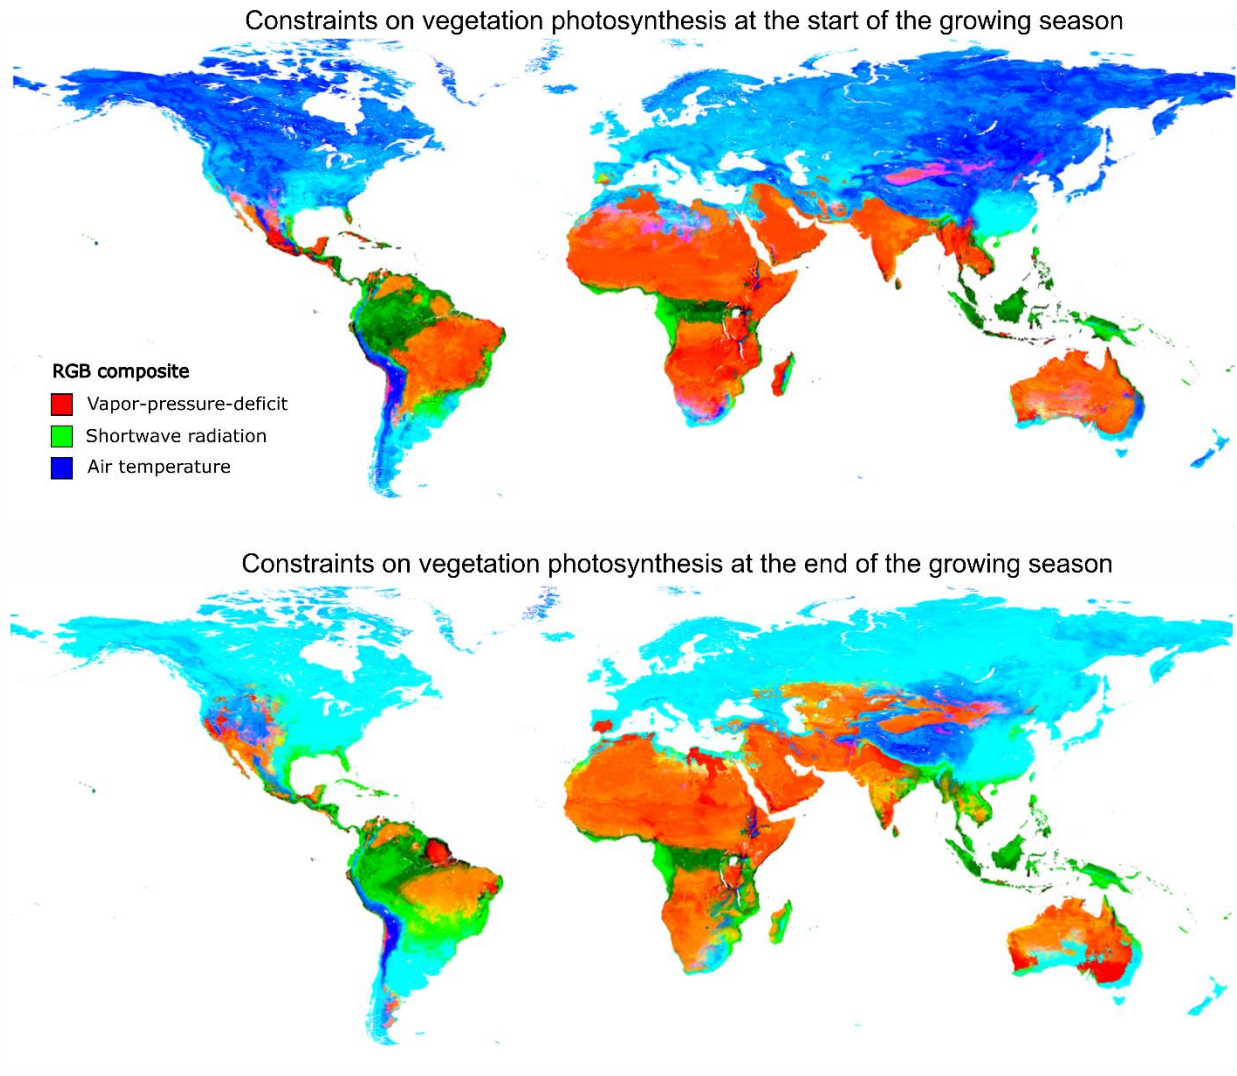 Constraints on vegetation photosynthesis at the start of the growing season
RGB composite
Vapor-pressure-deficit
Shortwave radiation
Air temperature
Constraints on vegetation photosynthesis at the end of the growing season